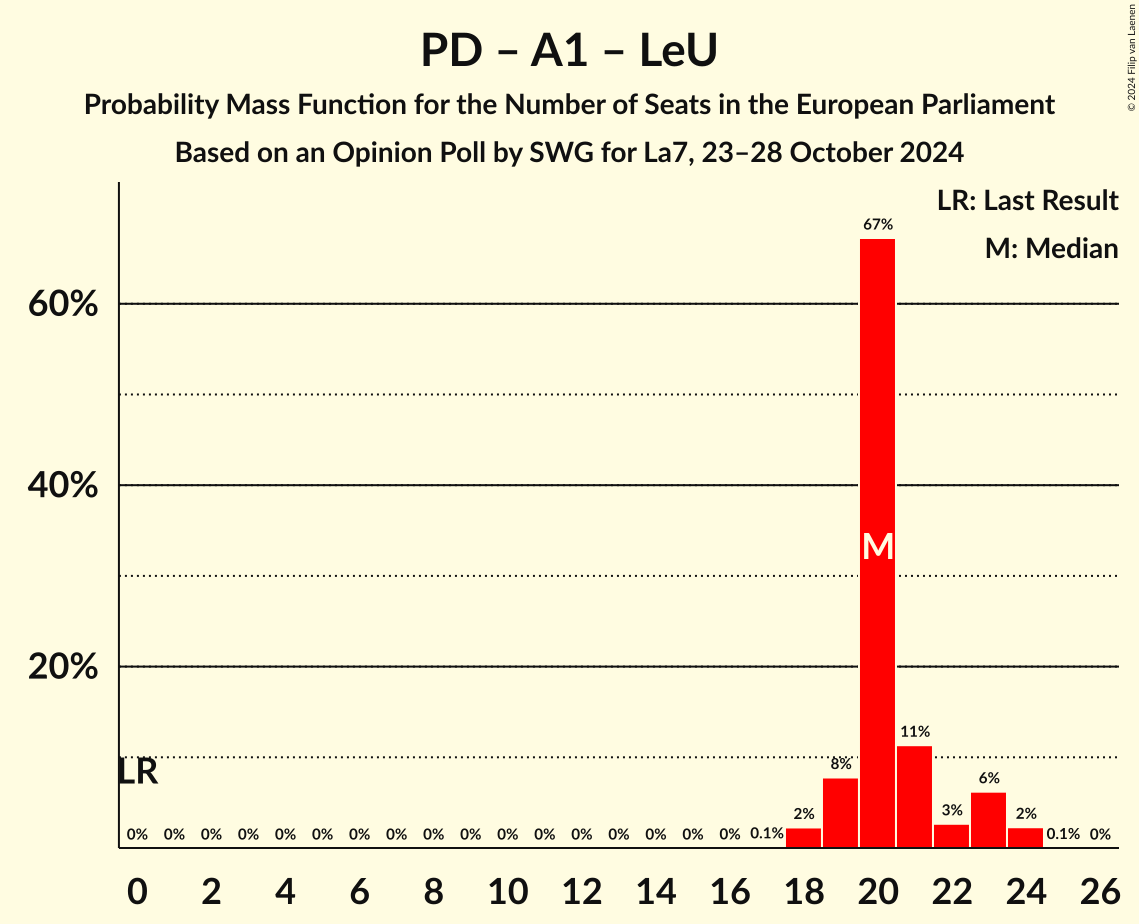 © 2024 Filip van Laenen
PD – A1 – LeU
Probability Mass Function for the Number of Seats in the European Parliament
Based on an Opinion Poll by SWG for La7, 23–28 October 2024
LR: Last Result
M: Median
67%
60%
40%
M
20%
11%
LR
8%
6%
3%
2%
2%
0% 0% 0% 0% 0% 0% 0% 0% 0% 0% 0% 0% 0% 0% 0% 0% 0% 0.1% 0.1% 0%
0 2 4 6 8 10 12 14 16 18 20 22 24 26